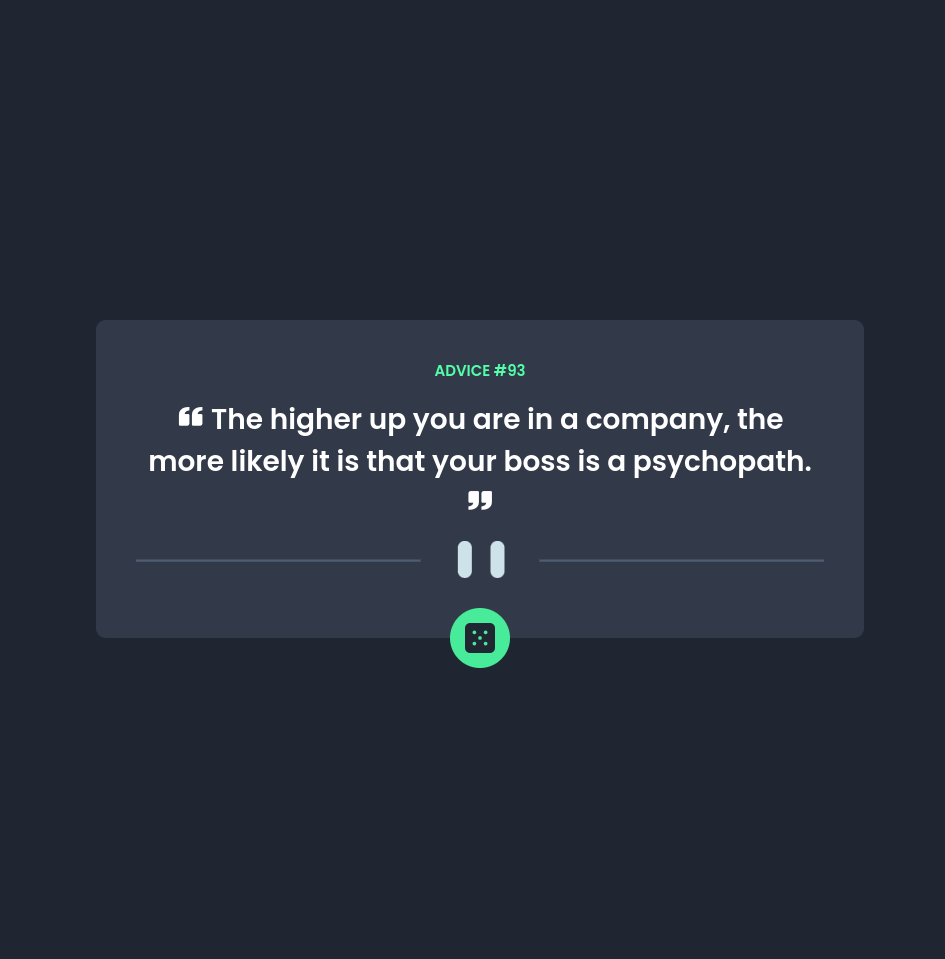 ADVICE #93
❝ The higher up you are in a company, the
more likely it is that your boss is a psychopath.
❞